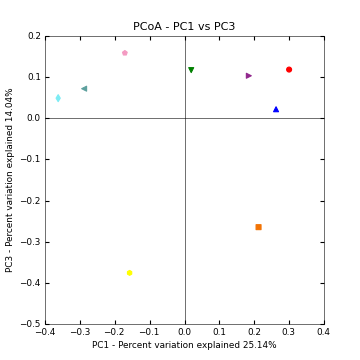 PCoA - PC1 vs PC3
0.2
0.1
0.0
−0.1
−0.2
−0.3
−0.4
−0.5
PC3 - Percent variation explained 14.04%
−0.4 −0.3 −0.2 −0.1 0.0 0.1 0.2 0.3 0.4
PC1 - Percent variation explained 25.14%